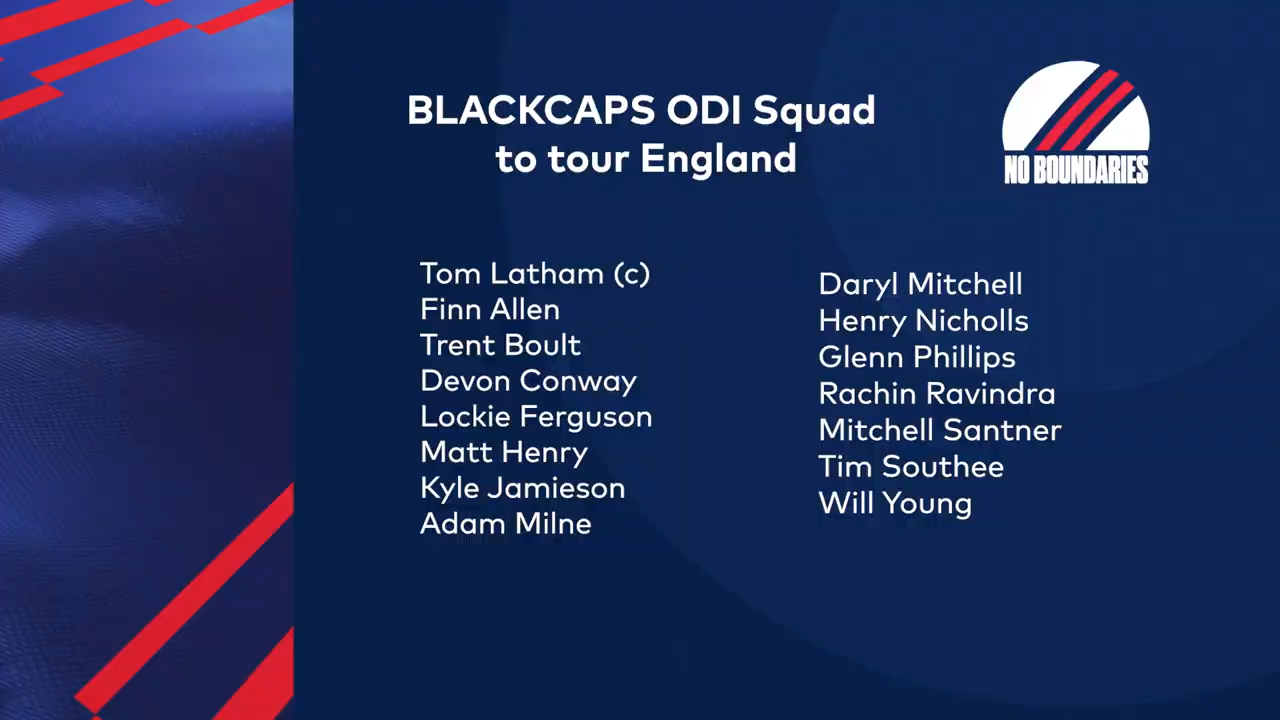 BLACKCAPS ODI Squad
to tour England
NO BOUNDARIES
Tom Latham (c)
Finn Allen
Trent Boult
Devon Conway
Lockie Ferguson
Matt Henry
Kyle Jamieson
Adam Milne
Daryl Mitchell
Henry Nicholls
Glenn Phillips
Rachin Ravindra
Mitchell Santner
Tim Southee
Will Young